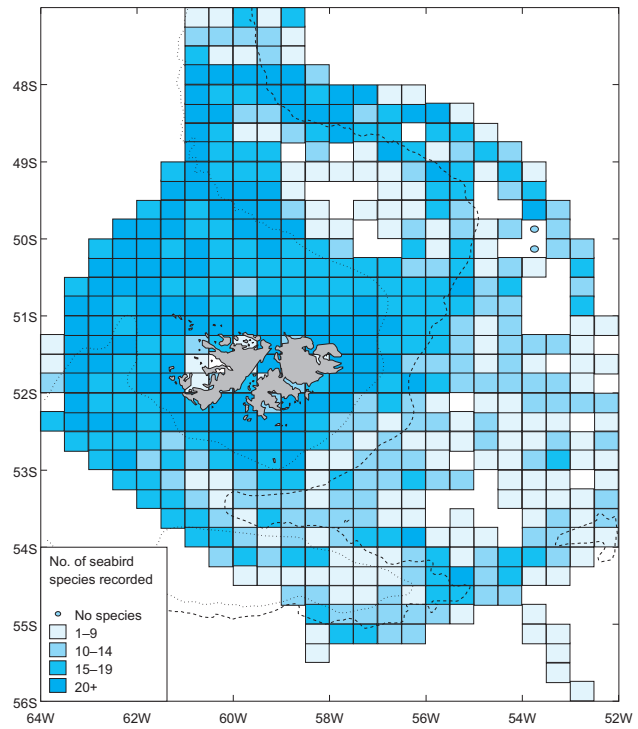 48S
49S
50S
51S
52S
53S
54S
No. of seabird
species recorded
No species
1–9
10–14
15–19
20+
55S
56S
64W 62W 60W 58W 56W 54W 52W